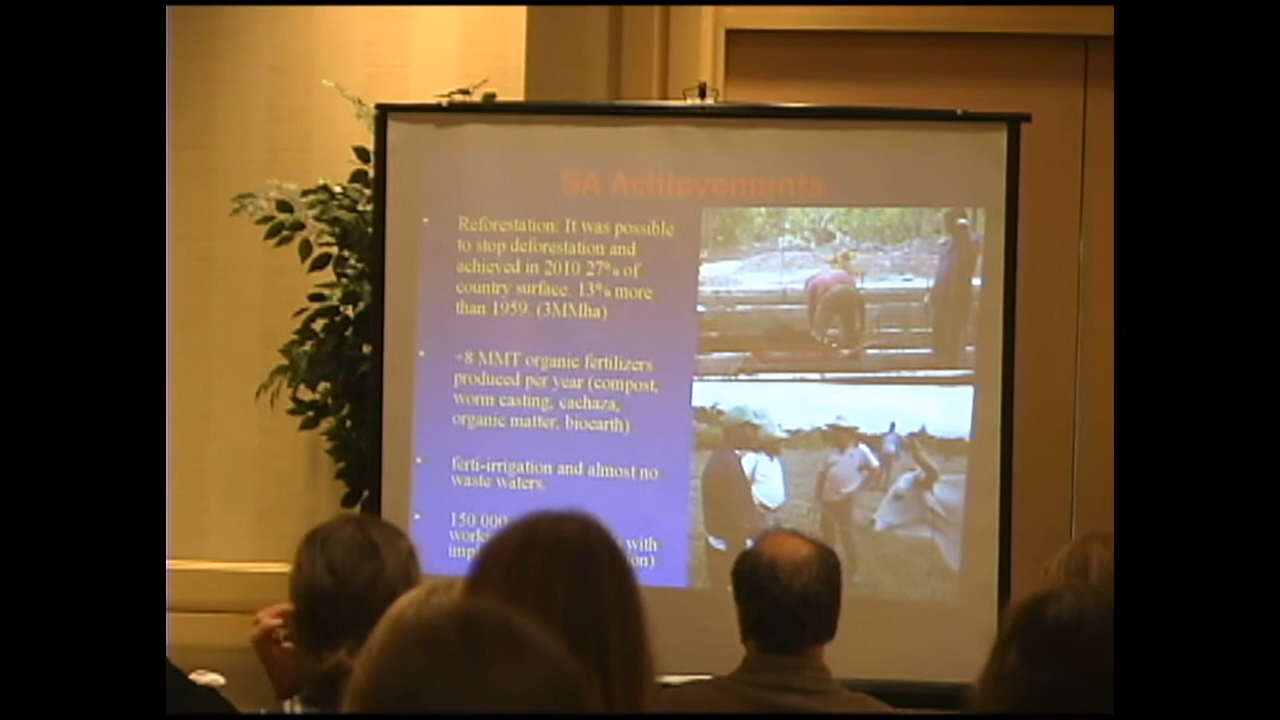 SA Achievements
Reforestation: It was possible
to stop deforestation and
achieved in 2010 27% of
country surface. 13% more
than 1959. (3MMha)
+8 MMT organic fertilizers
produced per year (compost,
worm casting, cachaza,
organic matter, biocarth)
ferti-irrigation and almost no
waste waters.
150 000
with